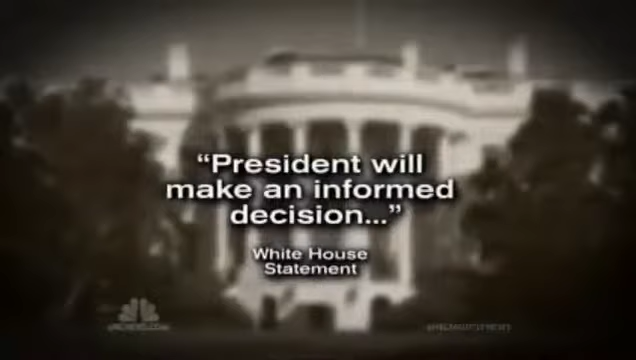 “President will
make an informed
decision...”
White House
Statement